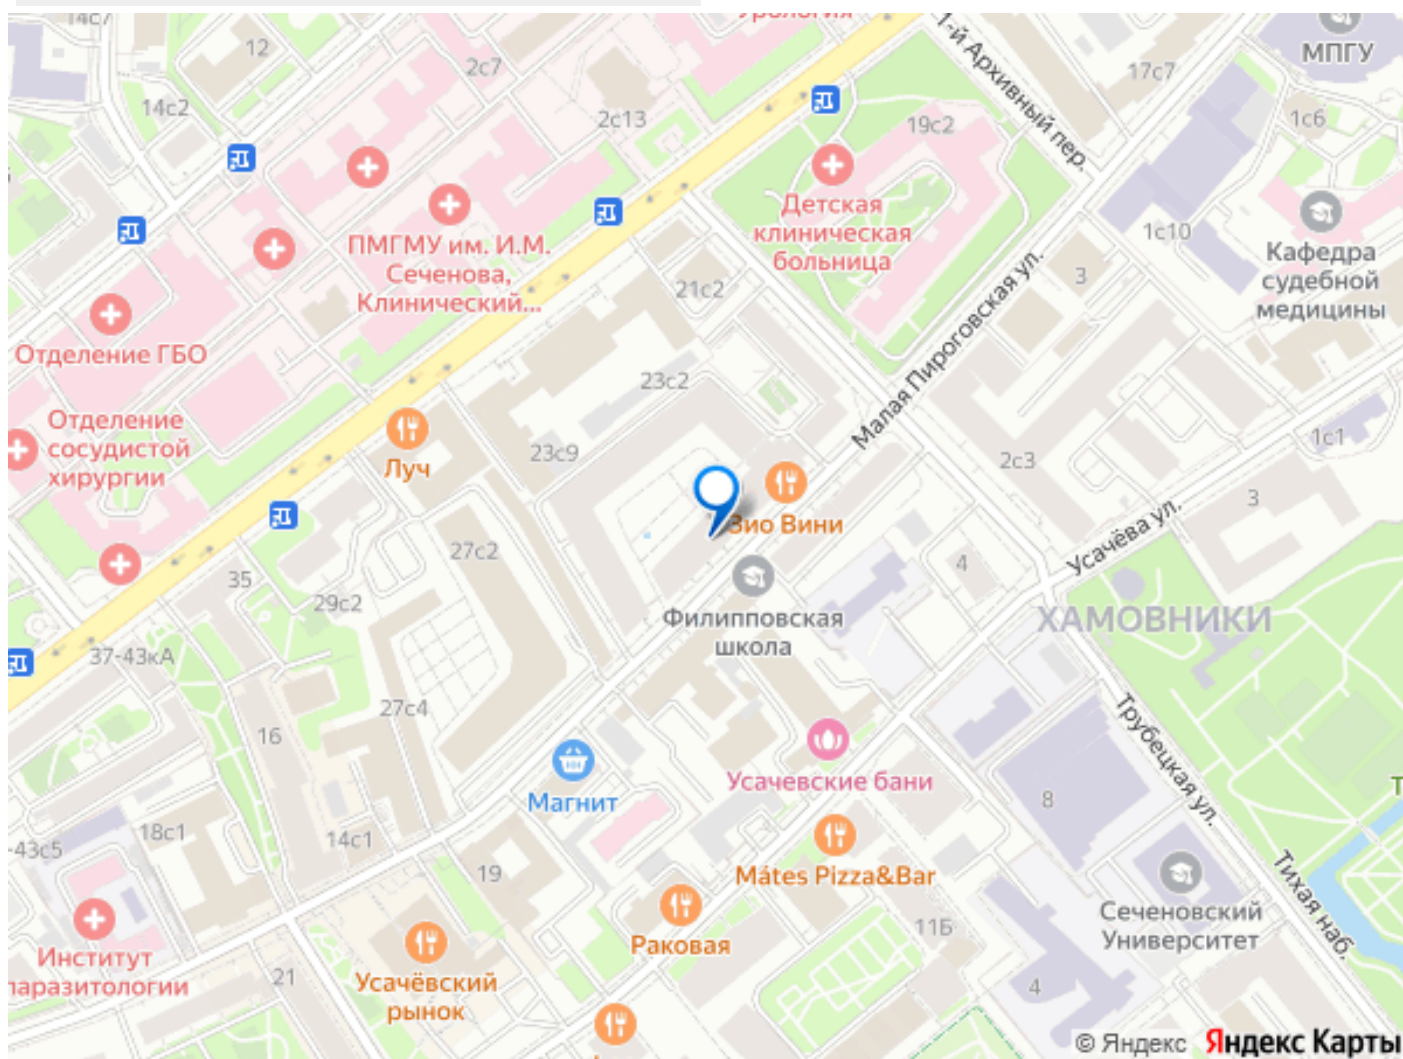 14с7
Урология
12
2с7
14с2
2с13
1-й Архивный пер.
17с7
МПГУ
1с6
19с2
Детская
клиническая
больница
ПМГМУ им. И.М.
Сеченова,
Клинический...
1с10
Кафедра
судебной
медицины
3
21с2
Отделение ГБО
23с2
Малая Пироговская ул.
Отделение
сосудистой
хирургии
Луч
23с9
2с3
1с1
3
Зио Вини
Усачёва ул.
27с2
4
35
29с2
Филипповская
школа
ХАМОВНИКИ
37-43кА
27с4
16
Трубецкая ул.
Усачевские бани
Магнит
8
18с1
14с1
-43с5
19
Mátes Pizza&Bar
Тихая наб.
Сеченовский
Университет
Раковая
11Б
Институт
паразитологии
21
Усачёвский
рынок
4
© Яндекс Яндекс Карты